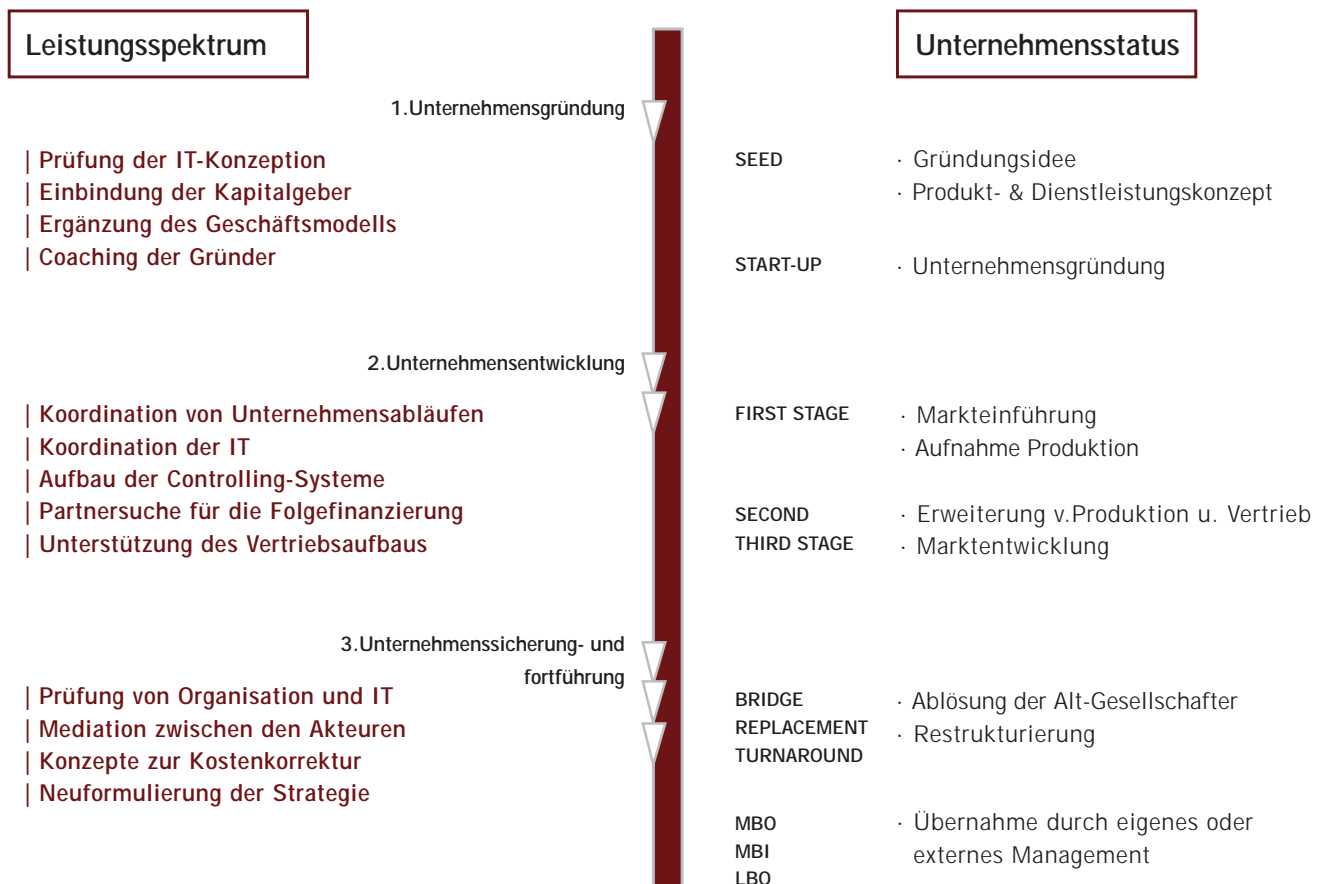 Leistungsspektrum
Unternehmensstatus
1.Unternehmensgründung
| Prüfung der IT-Konzeption
| Einbindung der Kapitalgeber
| Ergänzung des Geschäftsmodells
| Coaching der Gründer
SEED
· Gründungsidee
· Produkt- & Dienstleistungskonzept
START-UP
· Unternehmensgründung
2.Unternehmensentwicklung
| Koordination von Unternehmensabläufen
| Koordination der IT
| Aufbau der Controlling-Systeme
| Partnersuche für die Folgefinanzierung
| Unterstützung des Vertriebsaufbaus
FIRST STAGE
· Markteinführung
· Aufnahme Produktion
SECOND
THIRD STAGE
· Erweiterung v.Produktion u. Vertrieb
· Marktentwicklung
3.Unternehmenssicherung- und
fortführung
| Prüfung von Organisation und IT
| Mediation zwischen den Akteuren
| Konzepte zur Kostenkorrektur
| Neuformulierung der Strategie
BRIDGE
REPLACEMENT
TURNAROUND
· Ablösung der Alt-Gesellschafter
· Restrukturierung
MBO
MBI
LBO
· Übernahme durch eigenes oder
externes Management